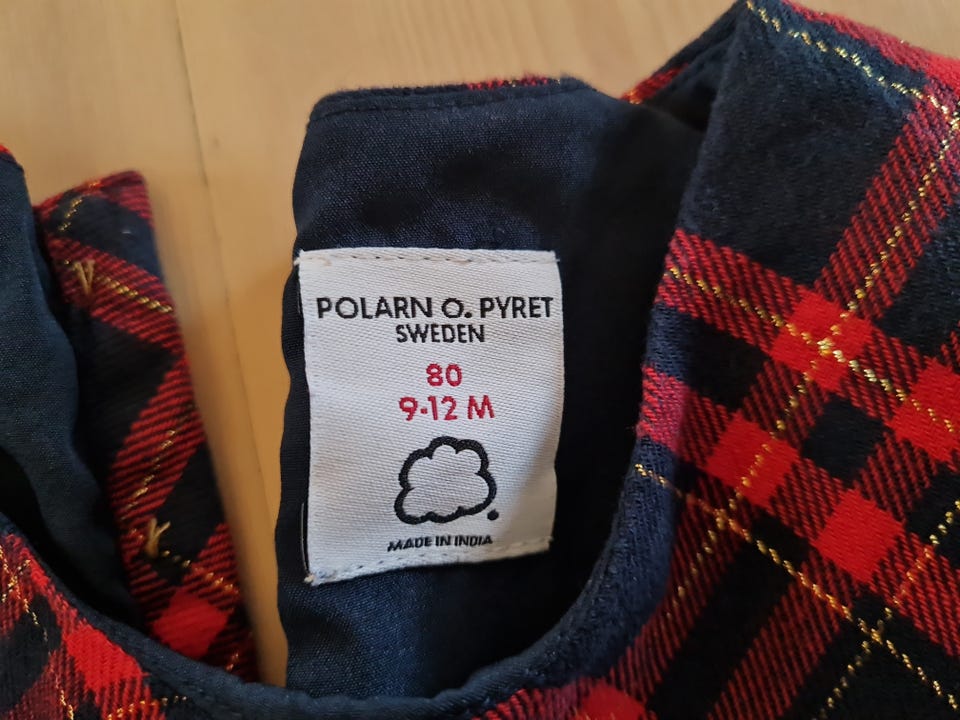 POLARN O. PYRET
SWEDEN
80
9-12 M
MADE IN INDIA